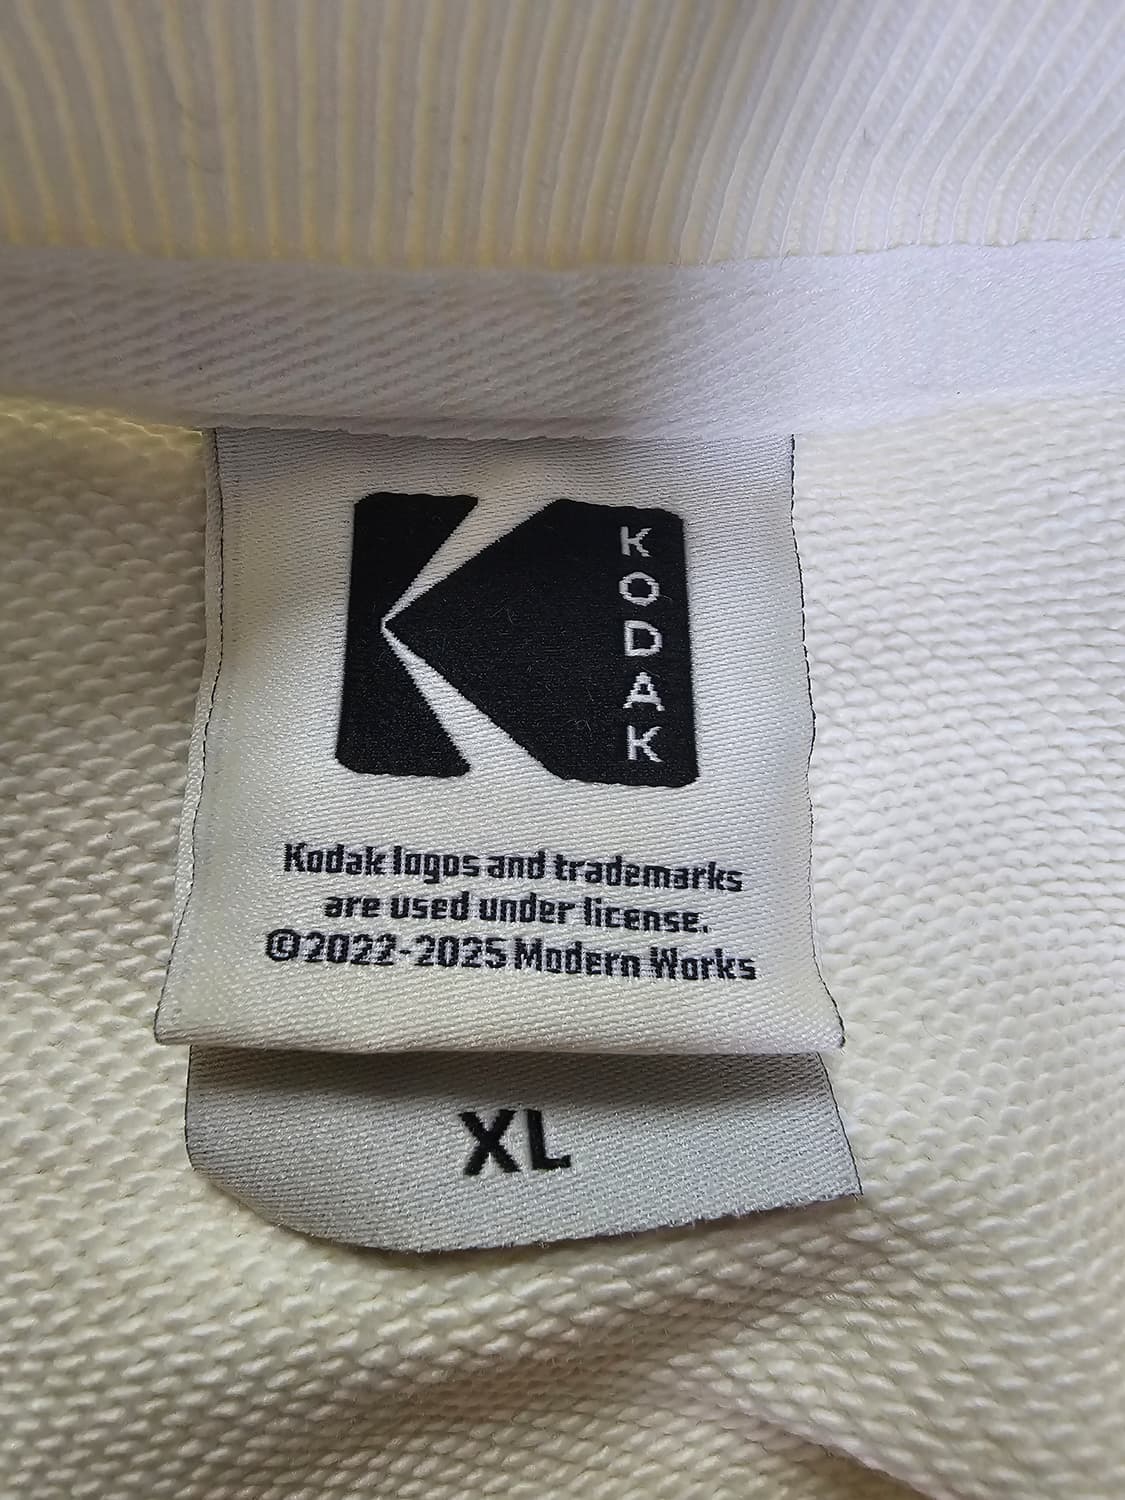 KODAK
Kodak logos and trademarks
are used under license.
©2022-2025 Modern Works
XL